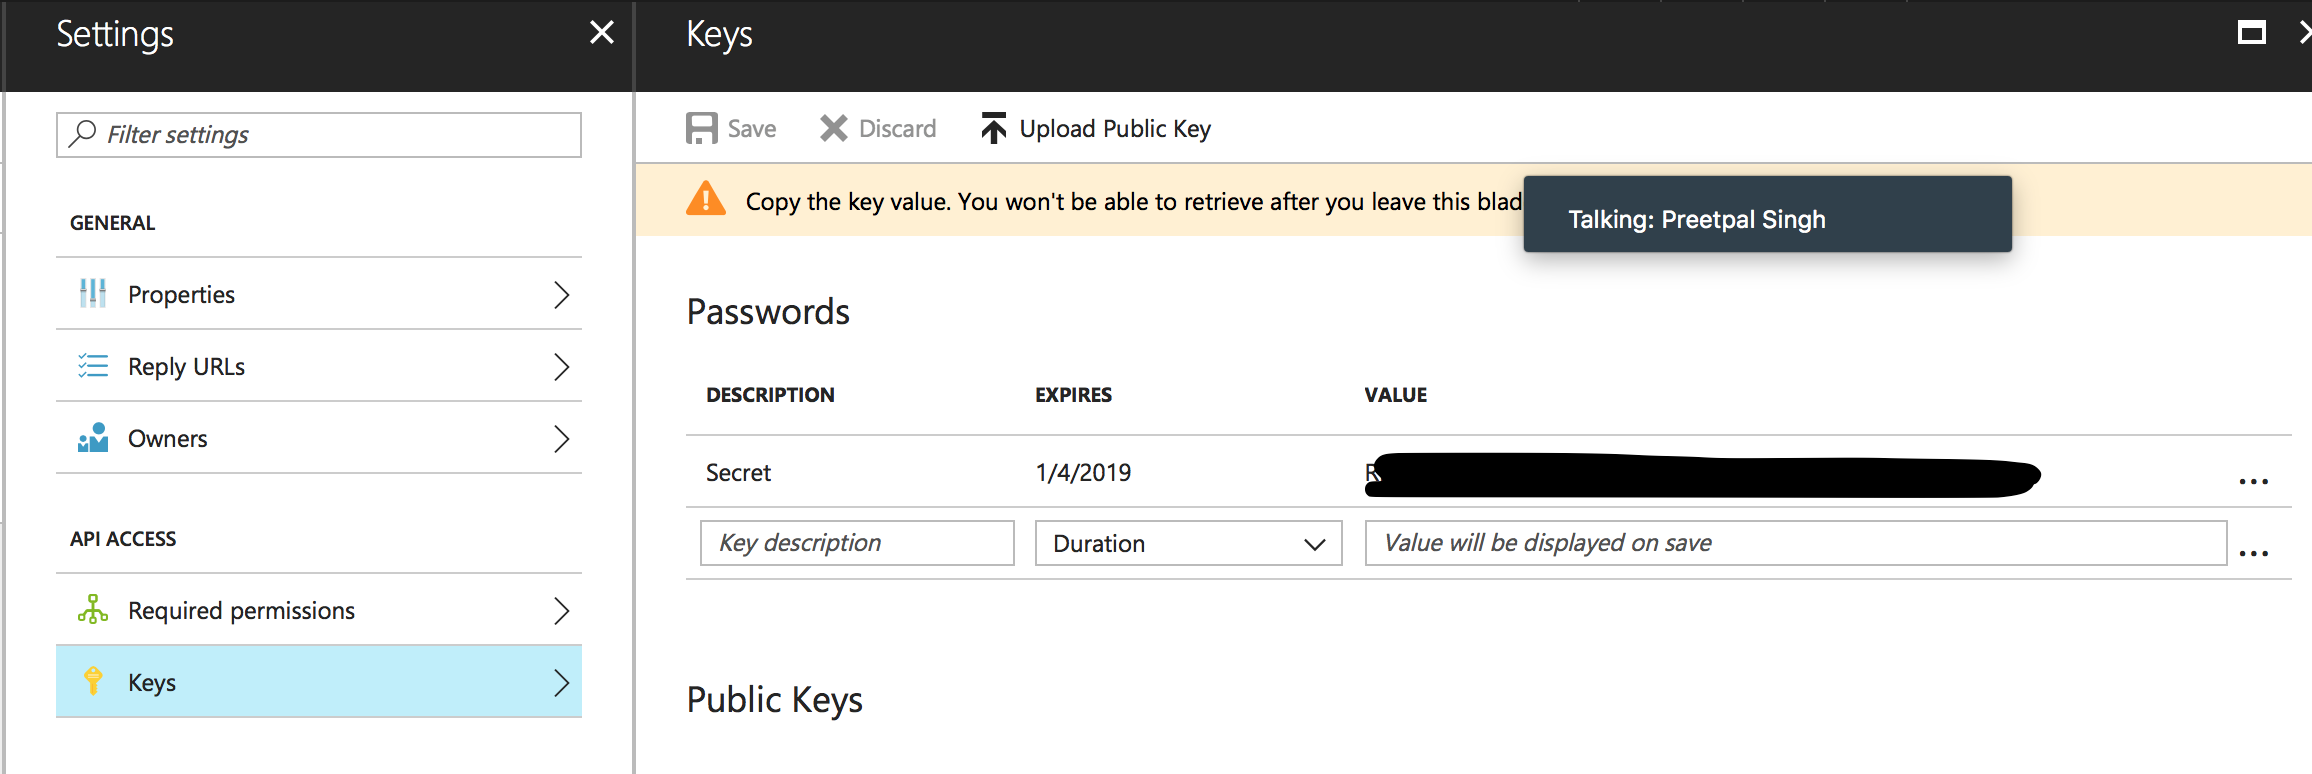 Settings
Filter settings
GENERAL
Properties
Reply URLs
Owners
API ACCESS
Required permissions
Keys
Keys
Save Discard Upload Public Key
Copy the key value. You won't be able to retrieve after you leave this blad
Talking: Preetpal Singh
Passwords
DESCRIPTION EXPIRES VALUE
Secret 1/4/2019 R
Key description Duration Value will be displayed on save
Public Keys